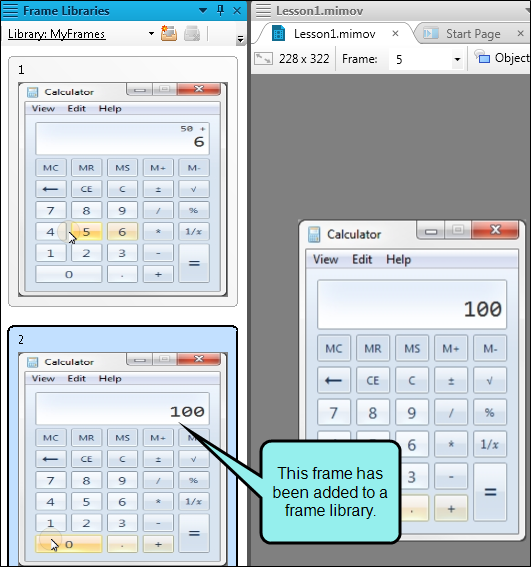 Frame Libraries
Library: MyFrames
1
Calculator
View Edit Help
50 +
6
MC MR MS M+ M-
← CE C ± √
7 8 9 / %
4 5 6 * 1/x
1 2 3 - =
0 . +
2
Calculator
View Edit Help
100
MC MR MS M+ M
← CE C ± √
7 8 9 / %
4 5 6 * 1/x
1 2 3 - =
0 . +
This frame has
been added to a
frame library.
Lesson1.mimov
Lesson1.mimov Start Page
228 x 322 Frame: 5 Object
Calculator
View Edit Help
100
MC MR MS M+ M-
← CE C ± √
7 8 9 / %
6 * 1/x
3 - =
. +